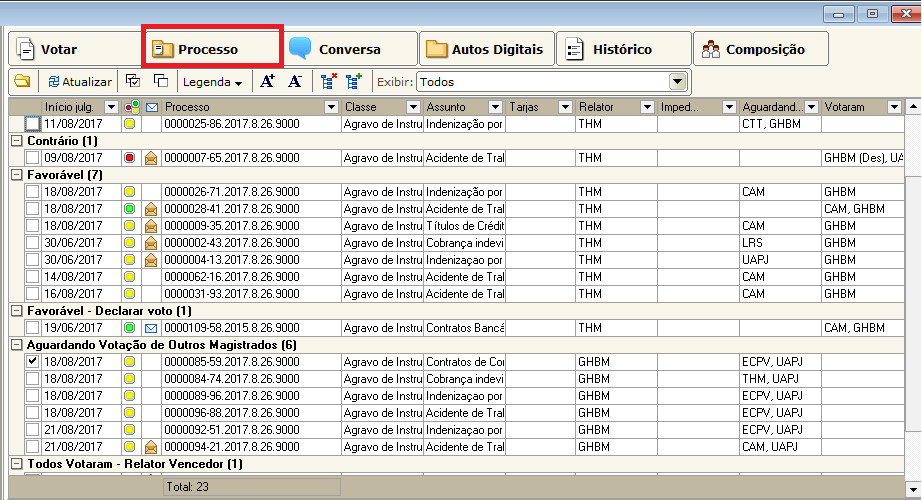 Votar Processo Conversa Autos Digitais Histórico Composição
Atualizar Legenda A A Exibir: Todos
Início julg. Processo Classe Assunto Tarjas Relator Imped... Aguardand... Votaram
11/08/2017 0000025-86.2017.8.26.9000 Agravo de Instru Indenização por THM CTT, GHBM
Contrário (1)
09/08/2017 0000007-65.2017.8.26.9000 Agravo de Instru Acidente de Tral THM GHBM (Des), UA
Favorável (7)
18/08/2017 0000026-71.2017.8.26.9000 Agravo de Instru Indenização por THM CAM GHBM
18/08/2017 0000028-41.2017.8.26.9000 Agravo de Instru Acidente de Tral THM CAM, GHBM
18/08/2017 0000009-35.2017.8.26.9000 Agravo de Instru Títulos de Crédit THM CAM GHBM
30/06/2017 0000002-43.2017.8.26.9000 Agravo de Instru Cobrança indevi THM LRS GHBM
30/06/2017 0000004-13.2017.8.26.9000 Agravo de Instru Indenizaçao por THM UAPJ GHBM
14/08/2017 0000062-16.2017.8.26.9000 Agravo de Instru Acidente de Tral THM CAM GHBM
16/08/2017 0000031-93.2017.8.26.9000 Agravo de Instru Acidente de Tral THM CAM GHBM
Favorável - Declarar voto (1)
19/06/2017 0000109-58.2015.8.26.9000 Agravo de Instru Contratos Bancá THM CAM, GHBM
Aguardando Votação de Outros Magistrados (6)
18/08/2017 0000085-59.2017.8.26.9000 Agravo de Instru Contratos de Cor GHBM ECPV, UAPJ
18/08/2017 0000084-74.2017.8.26.9000 Agravo de Instru Cobrança indevi GHBM THM, UAPJ
18/08/2017 0000089-96.2017.8.26.9000 Agravo de Instru Indenizaçao por GHBM ECPV, UAPJ
18/08/2017 0000096-88.2017.8.26.9000 Agravo de Instru Acidente de Tral GHBM ECPV, UAPJ
21/08/2017 0000092-51.2017.8.26.9000 Agravo de Instru Indenizaçao por GHBM ECPV, UAPJ
21/08/2017 0000094-21.2017.8.26.9000 Agravo de Instru Acidente de Tral GHBM CAM, UAPJ
Todos Votaram - Relator Vencedor (1)
Total: 23